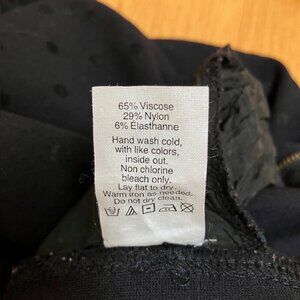 65% Viscose
29% Nylon
6% Elasthanne
Hand wash cold,
with like colors,
inside out.
Non chlorine
bleach only.
Lay flat to dry.
Warm iron as needed.
Do not dry clean.